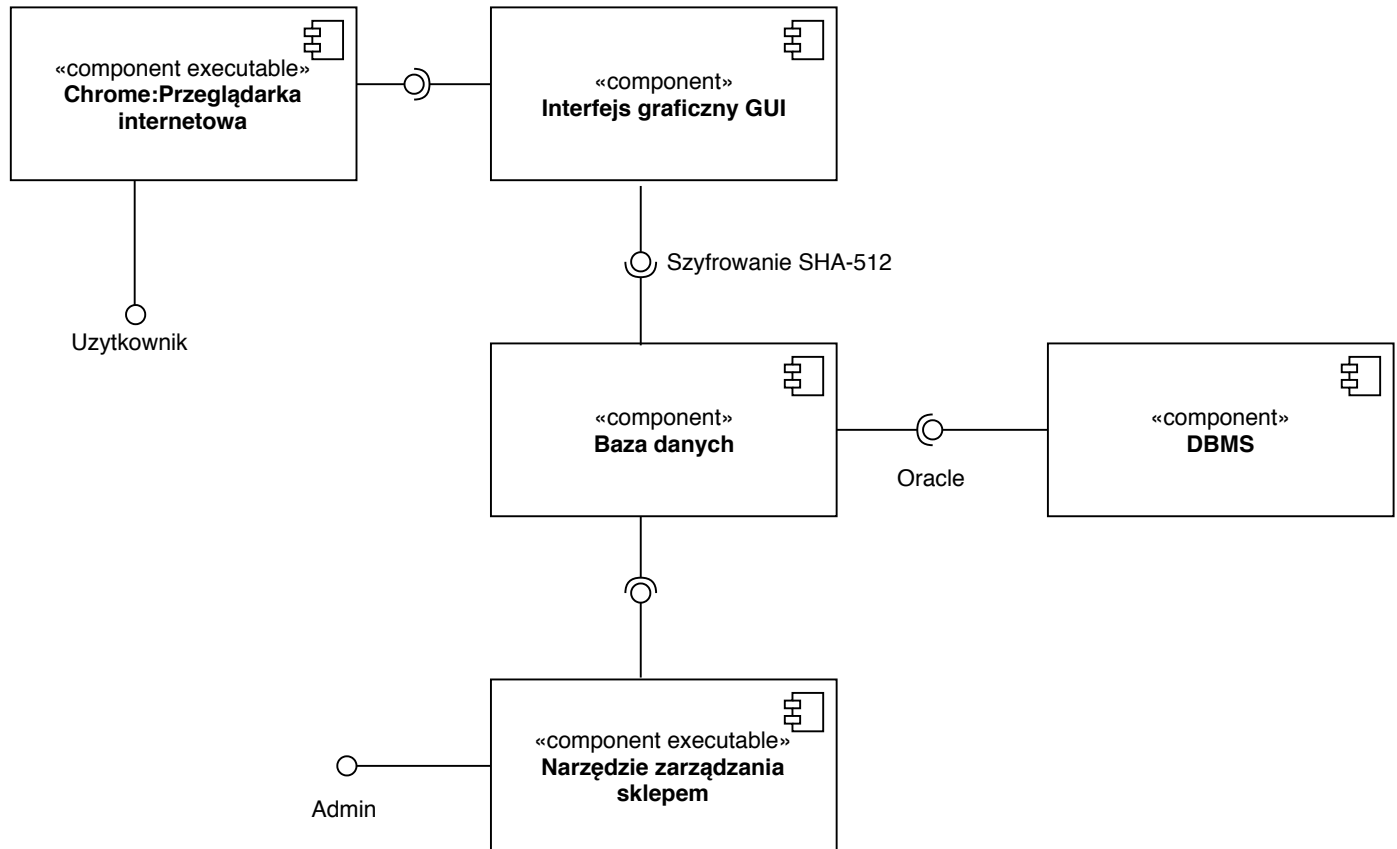 «component executable»
Chrome:Przeglądarka
internetowa
«component»
Interfejs graficzny GUI
Szyfrowanie SHA-512
Uzytkownik
«component»
Baza danych
«component»
DBMS
Oracle
«component executable»
Narzędzie zarządzania
sklepem
Admin